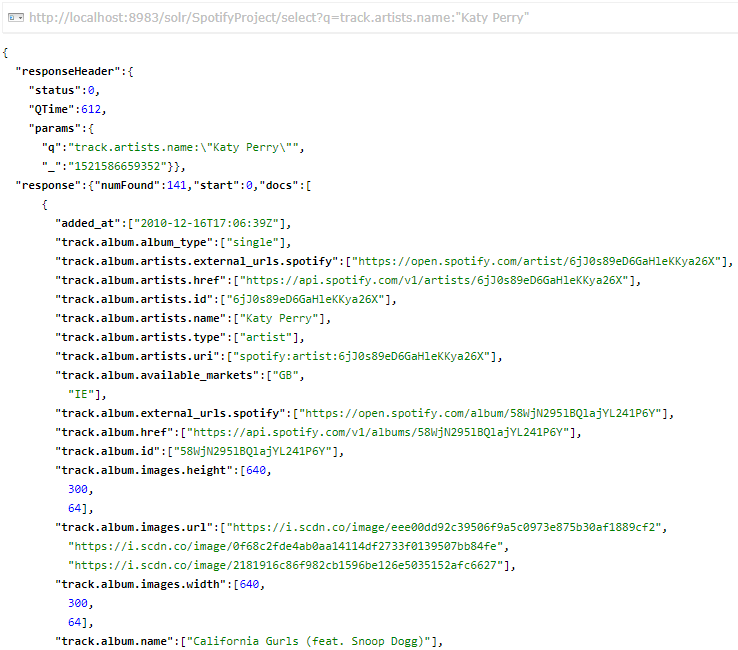 http://localhost:8983/solr/SpotifyProject/select?q=track.artists.name:"Katy Perry"
{
"responseHeader":{
"status":0,
"QTime":612,
"params":{
"q":"track.artists.name:\"Katy Perry\"",
"_":"1521586659352"}},
"response":{"numFound":141,"start":0,"docs":[
{
"added_at":["2010-12-16T17:06:39Z"],
"track.album.album_type":["single"],
"track.album.artists.external_urls.spotify":["https://open.spotify.com/artist/6jJ0s89eD6GaHleKKya26X"],
"track.album.artists.href":["https://api.spotify.com/v1/artists/6jJ0s89eD6GaHleKKya26X"],
"track.album.artists.id":["6jJ0s89eD6GaHleKKya26X"],
"track.album.artists.name":["Katy Perry"],
"track.album.artists.type":["artist"],
"track.album.artists.uri":["spotify:artist:6jJ0s89eD6GaHleKKya26X"],
"track.album.available_markets":["GB",
"IE"],
"track.album.external_urls.spotify":["https://open.spotify.com/album/58WjN295lBQlajYL241P6Y"],
"track.album.href":["https://api.spotify.com/v1/albums/58WjN295lBQlajYL241P6Y"],
"track.album.id":["58WjN295lBQlajYL241P6Y"],
"track.album.images.height":[640,
300,
64],
"track.album.images.url":["https://i.scdn.co/image/eee00dd92c39506f9a5c0973e875b30af1889cf2",
"https://i.scdn.co/image/0f68c2fde4ab0aa14114df2733f0139507bb84fe",
"https://i.scdn.co/image/2181916c86f982cb1596be126e5035152afc6627"],
"track.album.images.width":[640,
300,
64],
"track.album.name":["California Gurls (feat. Snoop Dogg)"],